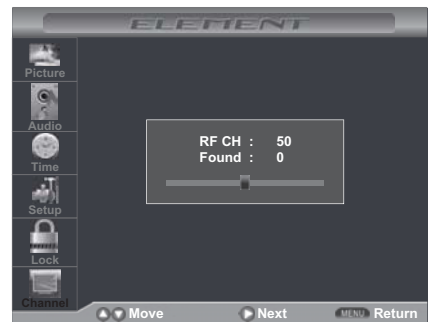 ELEMENT
Picture
Audio
Time
Setup
Lock
Channel
RF CH : 50
Found : 0
Move
Next
MENU Return